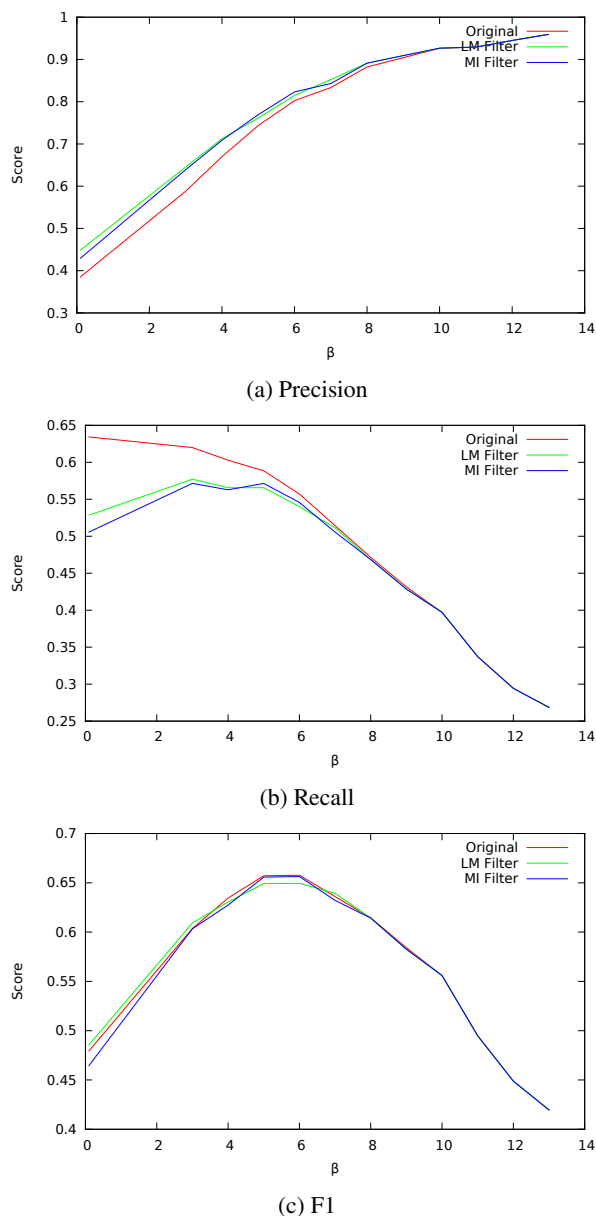 1
0.9
0.8
0.7
0.6
0.5
0.4
0.3
0 2 4 6 8 10 12 14
Score
β
Original
LM Filter
MI Filter
(a) Precision
0.65
0.6
0.55
0.5
0.45
0.4
0.35
0.3
0.25
0 2 4 6 8 10 12 14
Score
β
Original
LM Filter
MI Filter
(b) Recall
0.7
0.65
0.6
0.55
0.5
0.45
0.4
0 2 4 6 8 10 12 14
Score
β
Original
LM Filter
MI Filter
(c) F1